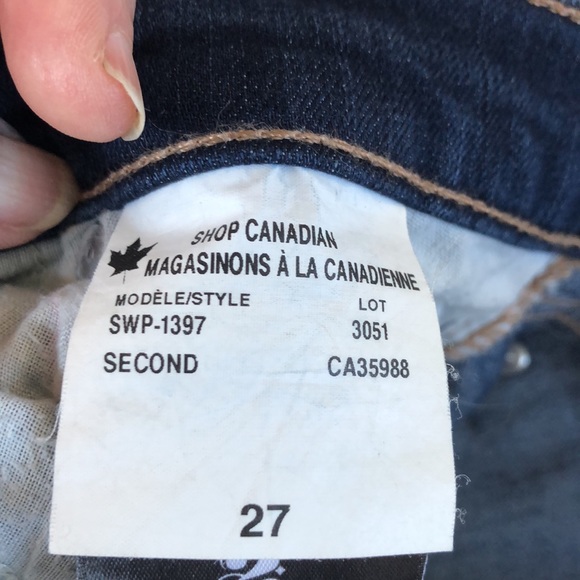 SHOP CANADIAN
MAGASINONS À LA CANADIENNE
MODÈLE/STYLE LOT
SWP-1397 3051
SECOND CA35988
27